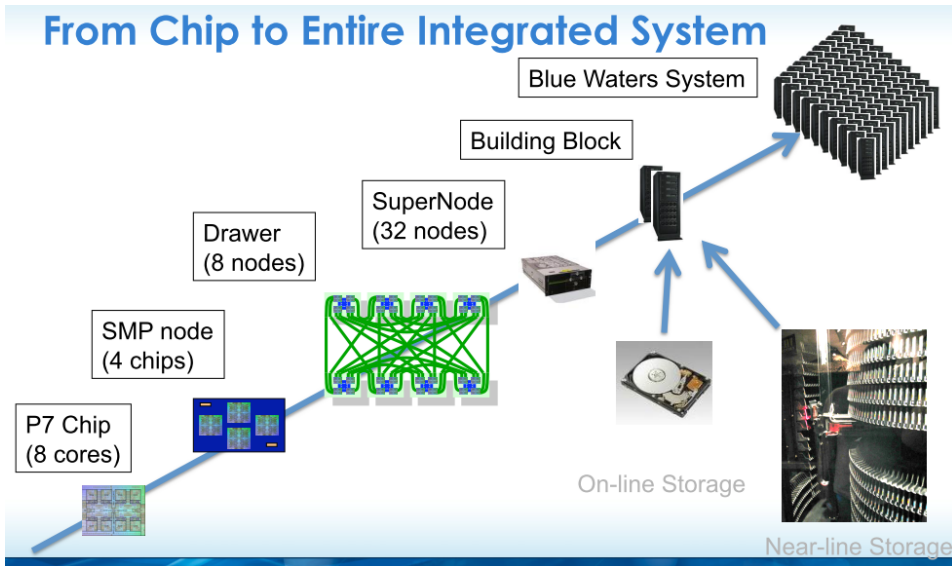 From Chip to Entire Integrated System
Blue Waters System
Building Block
SuperNode
(32 nodes)
Drawer
(8 nodes)
SMP node
(4 chips)
P7 Chip
(8 cores)
On-line Storage
Near-line Storage